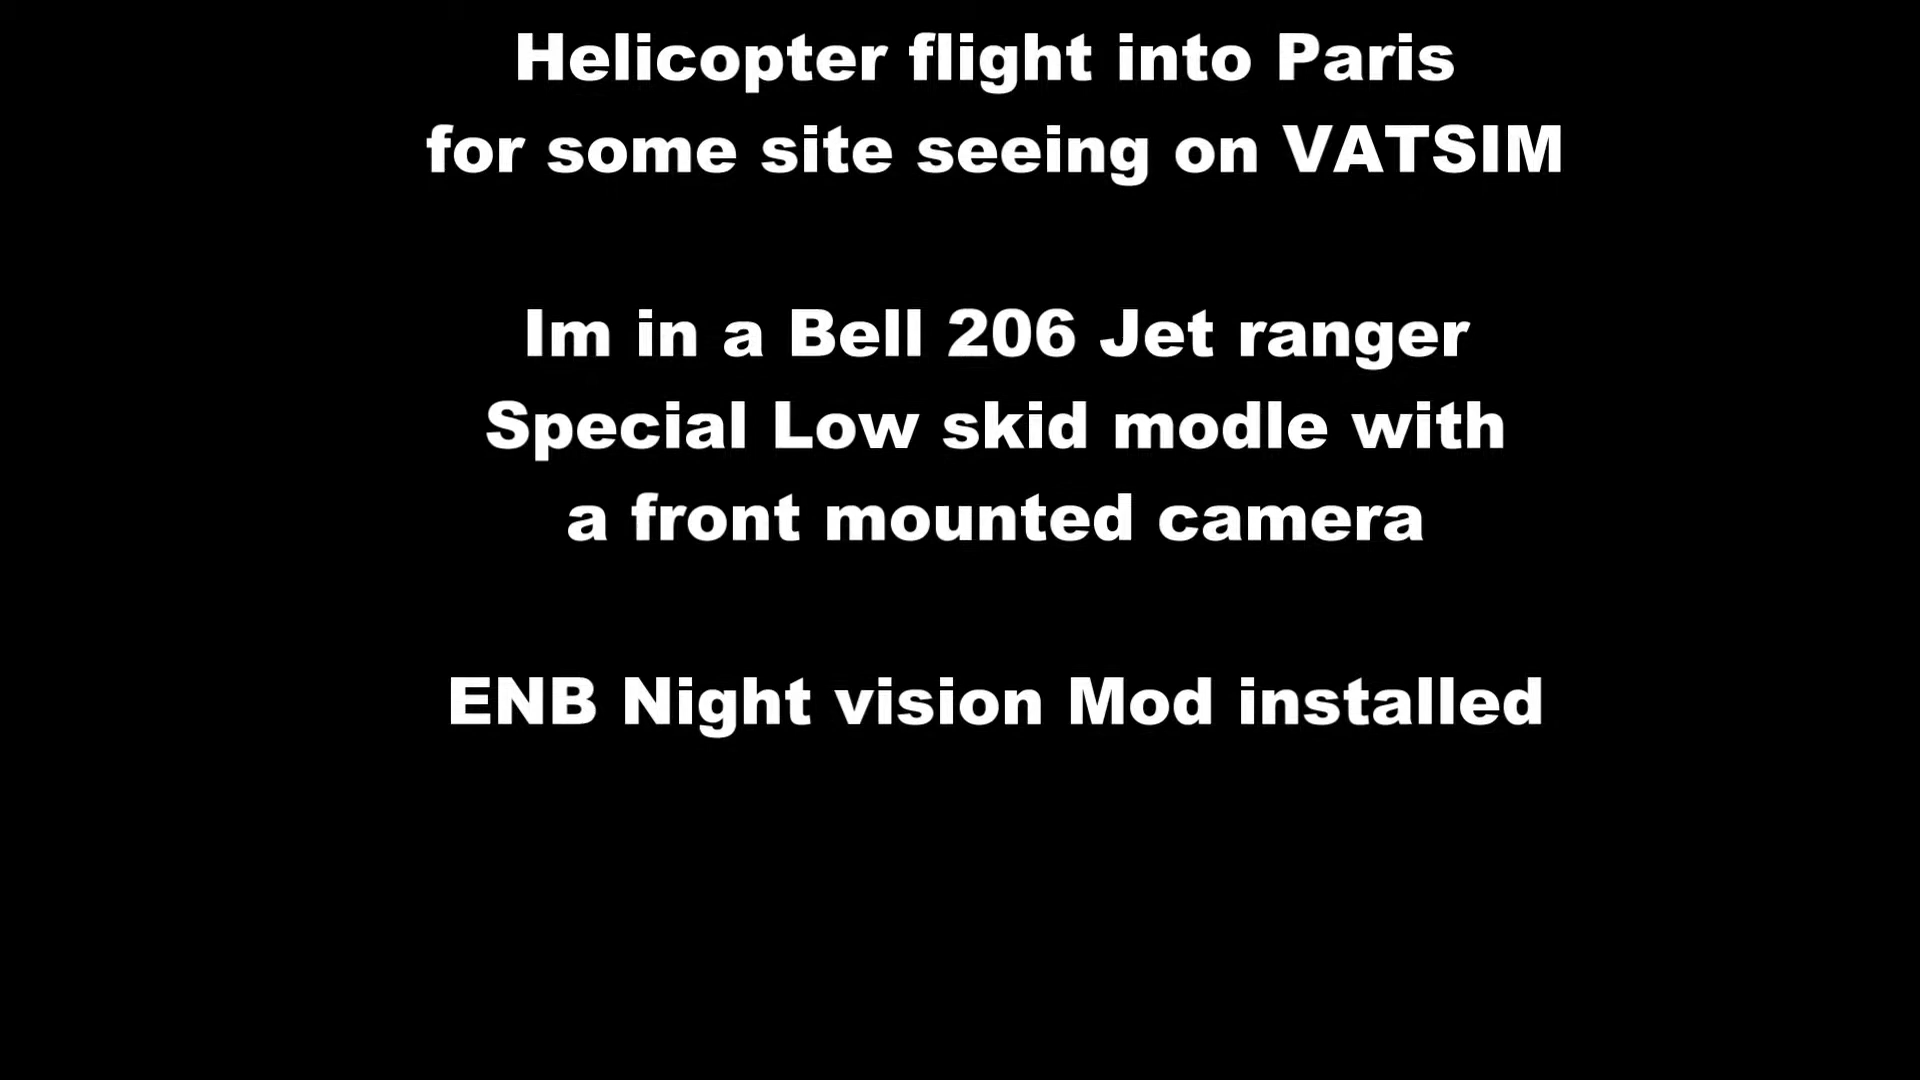 Helicopter flight into Paris
for some site seeing on VATSIM
Im in a Bell 206 Jet ranger
Special Low skid modle with
a front mounted camera
ENB Night vision Mod installed